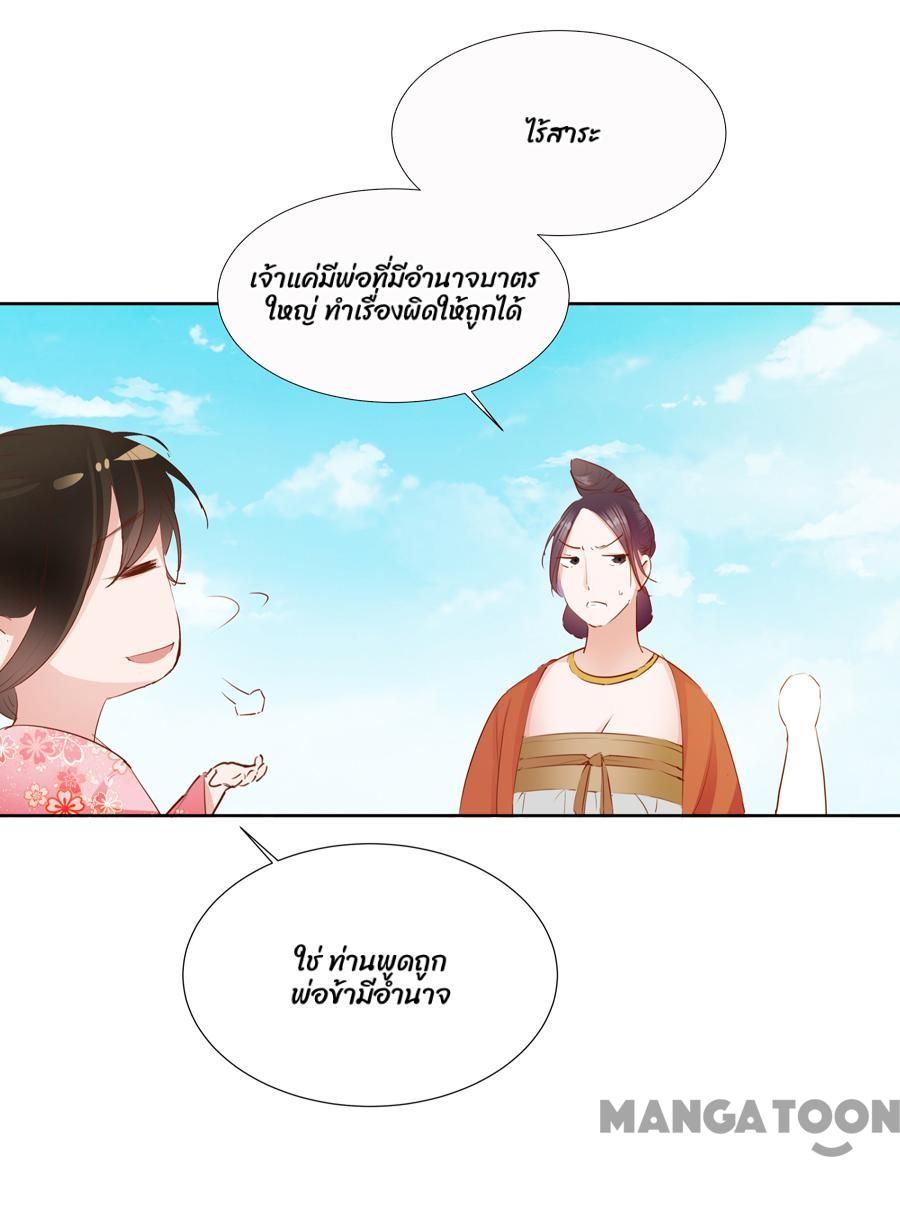 ไร้สาระ
เจ้าแค่มีพ่อที่มีอำนาจบาตร
ใหญ่ ทำเรื่องผิดให้ถูกได้
ใช่ ท่านพูดถูก
พ่อข้ามีอำนาจ
MANGA TOON